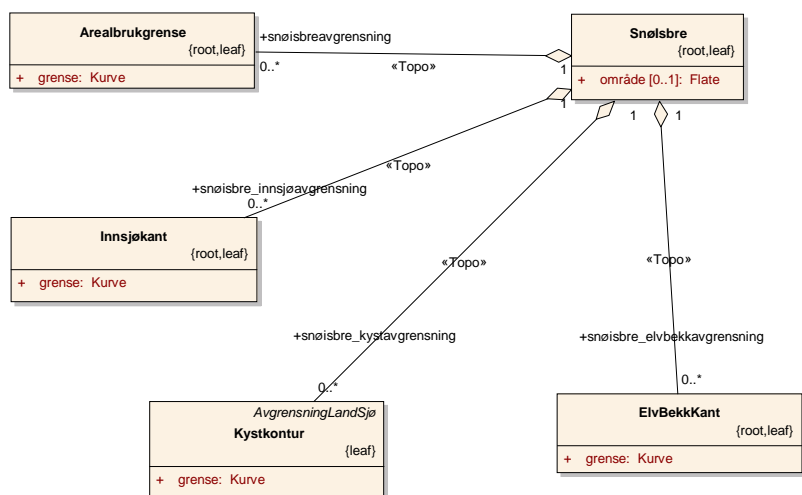 Arealbrukgrense
{root,leaf}
+ grense: Kurve
+snøisbreavgrensning
0..*
«Topo»
1
SnøIsbre
{root,leaf}
+ område [0..1]: Flate
1
«Topo»
+snøisbre_innsjøavgrensning
0..*
Innsjøkant
{root,leaf}
+ grense: Kurve
1
«Topo»
+snøisbre_kystavgrensning
0..*
1
«Topo»
+snøisbre_elvbekkavgrensning
0..*
AvgrensningLandSjø
Kystkontur
{leaf}
+ grense: Kurve
ElvBekkKant
{root,leaf}
+ grense: Kurve